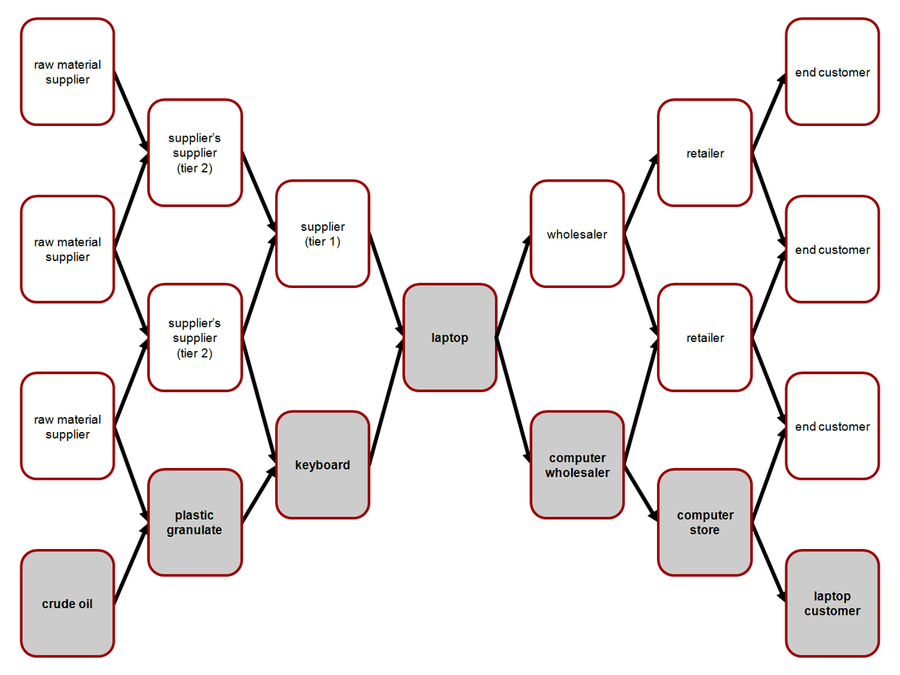 raw material
supplier
raw material
supplier
raw material
supplier
crude oil
supplier's
supplier
(tier 2)
supplier's
supplier
(tier 2)
plastic
granulate
supplier
(tier 1)
keyboard
laptop
wholesaler
computer
wholesaler
retailer
retailer
computer
store
end customer
end customer
end customer
laptop
customer